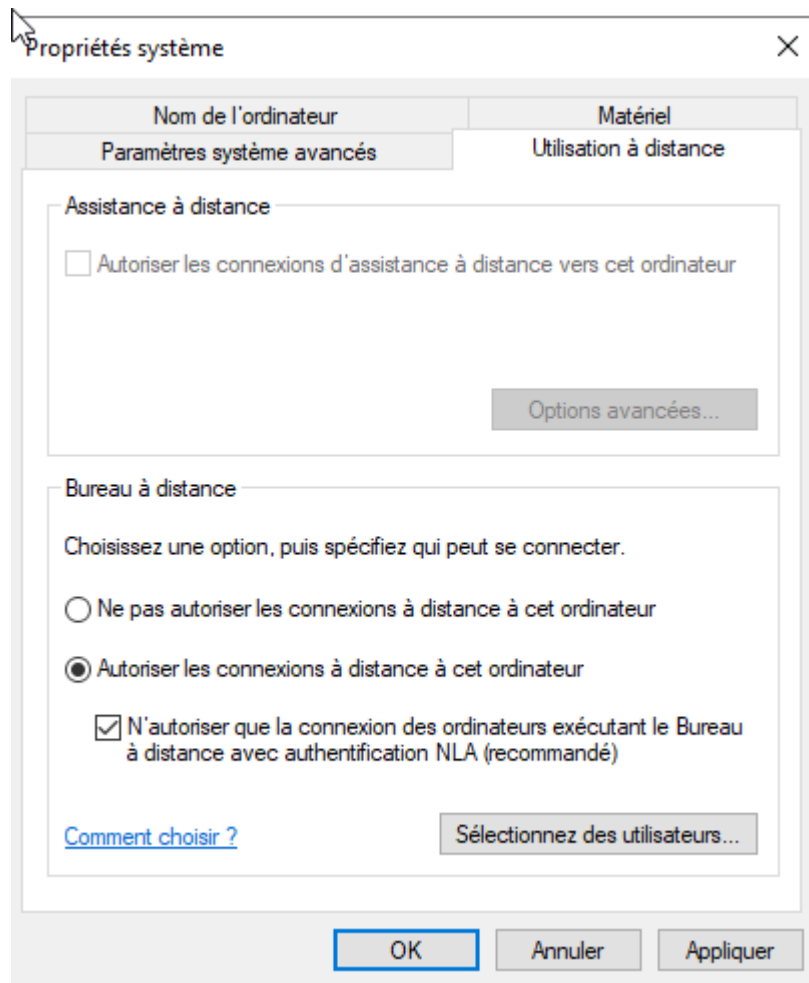 Propriétés système
Nom de l'ordinateur
Matériel
Paramètres système avancés
Utilisation à distance
Assistance à distance
Autoriser les connexions d'assistance à distance vers cet ordinateur
Options avancées...
Bureau à distance
Choisissez une option, puis spécifiez qui peut se connecter.
Ne pas autoriser les connexions à distance à cet ordinateur
Autoriser les connexions à distance à cet ordinateur
N'autoriser que la connexion des ordinateurs exécutant le Bureau
à distance avec authentification NLA (recommandé)
Comment choisir ?
Sélectionnez des utilisateurs...
OK
Annuler
Appliquer